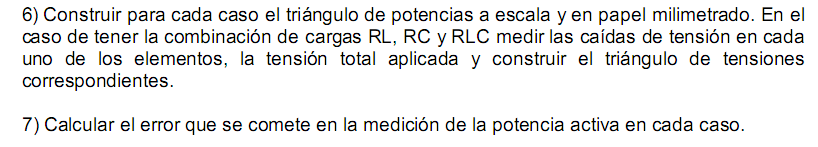 6) Construir para cada caso el triángulo de potencias a escala y en papel milimetrado. En el
caso de tener la combinación de cargas RL, RC y RLC medir las caídas de tensión en cada
uno de los elementos, la tensión total aplicada y construir el triángulo de tensiones
correspondientes.
7) Calcular el error que se comete en la medición de la potencia activa en cada caso.